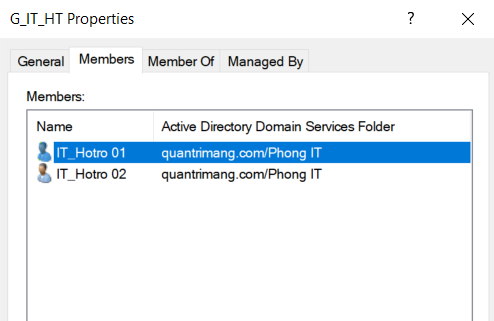 G_IT_HT Properties ?
General Members Member Of Managed By
Members:
Name Active Directory Domain Services Folder
IT_Hotro 01 quantrimang.com/Phong IT
IT_Hotro 02 quantrimang.com/Phong IT